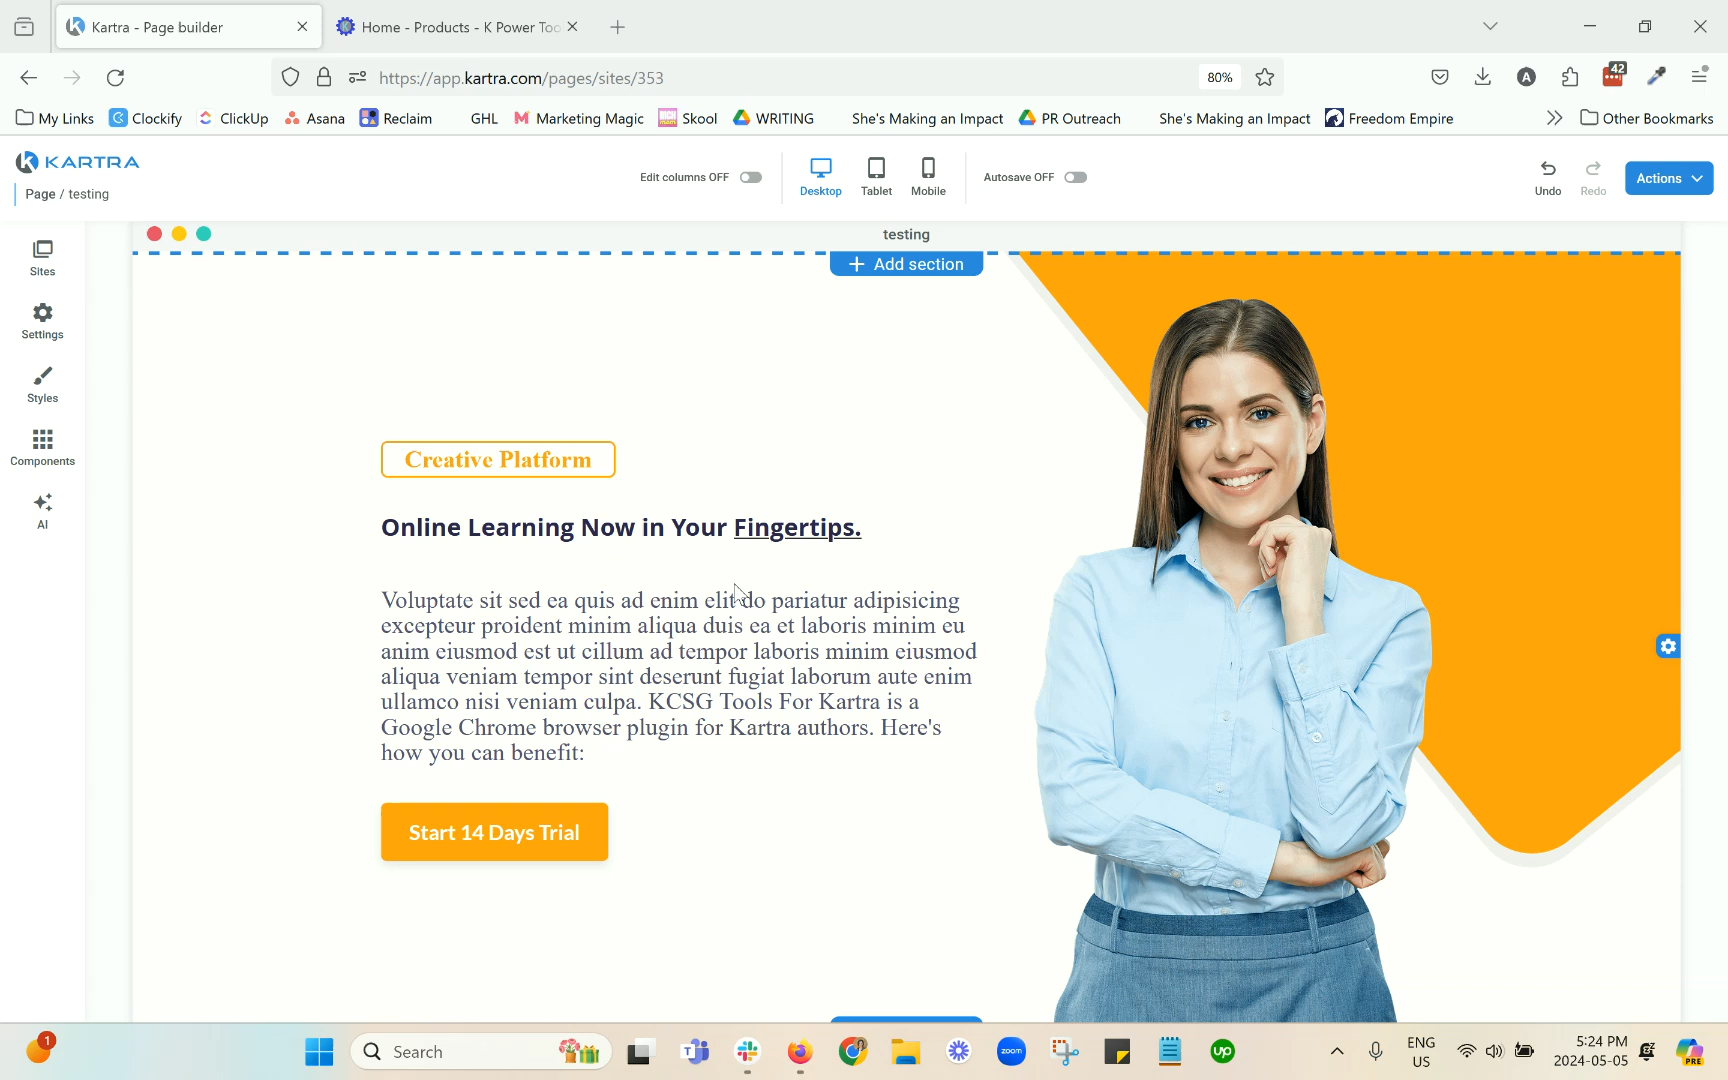 Kartra - Page builder
Home - Products - K Power Too
https://app.kartra.com/pages/sites/353
80%
42
A
My Links
Clockify
ClickUp
Asana
Reclaim
GHL
Marketing Magic
Skool
WRITING
She's Making an Impact
PR Outreach
She's Making an Impact
Freedom Empire
Other Bookmarks
KARTRA
Page / testing
Edit columns OFF
Desktop
Tablet
Mobile
Autosave OFF
Undo
Redo
Actions
Sites
Settings
Styles
Components
AI
testing
Add section
Creative Platform
Online Learning Now in Your Fingertips.
Voluptate sit sed ea quis ad enim elit do pariatur adipisicing
excepteur proident minim aliqua duis ea et laboris minim eu
anim eiusmod est ut cillum ad tempor laboris minim eiusmod
aliqua veniam tempor sint deserunt fugiat laborum aute enim
ullamco nisi veniam culpa. KCSG Tools For Kartra is a
Google Chrome browser plugin for Kartra authors. Here's
how you can benefit:
Start 14 Days Trial
1
Search
zoom
up
ENG
US
5:24 PM
2024-05-05
PRE